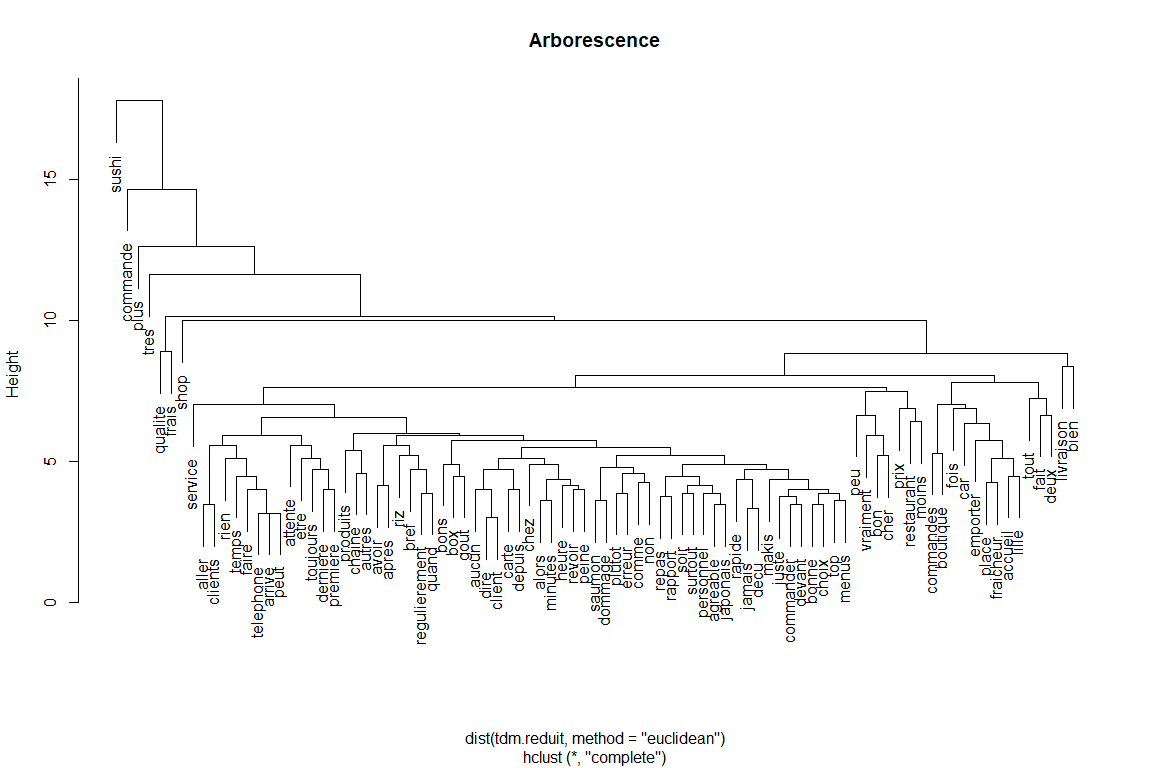 Arborescence
Height
0
5
10
15
sushi
commande
plus
tres
qualite
frais
shop
service
aller
clients
rien
temps
faire
telephone
arrive
peut
attente
etre
toujours
derniere
premiere
produits
chaine
autres
avoir
apres
riz
bref
regulierement
quand
bons
box
gout
aucun
dire
client
carte
depuis
chez
alors
minutes
heure
revoir
peine
saumon
dommage
plutot
erreur
comme
non
repas
rapport
soit
surtout
personnel
agreable
japonais
rapide
jamais
decu
makis
juste
commander
devant
bonne
choix
top
menus
peu
vraiment
bon
cher
prix
restaurant
moins
commandes
boutique
fois
car
emporter
place
fraicheur
accueil
tout
fait
deux
livraison
bien
dist(tdm.reduit, method = "euclidean")
hclust (*, "complete")